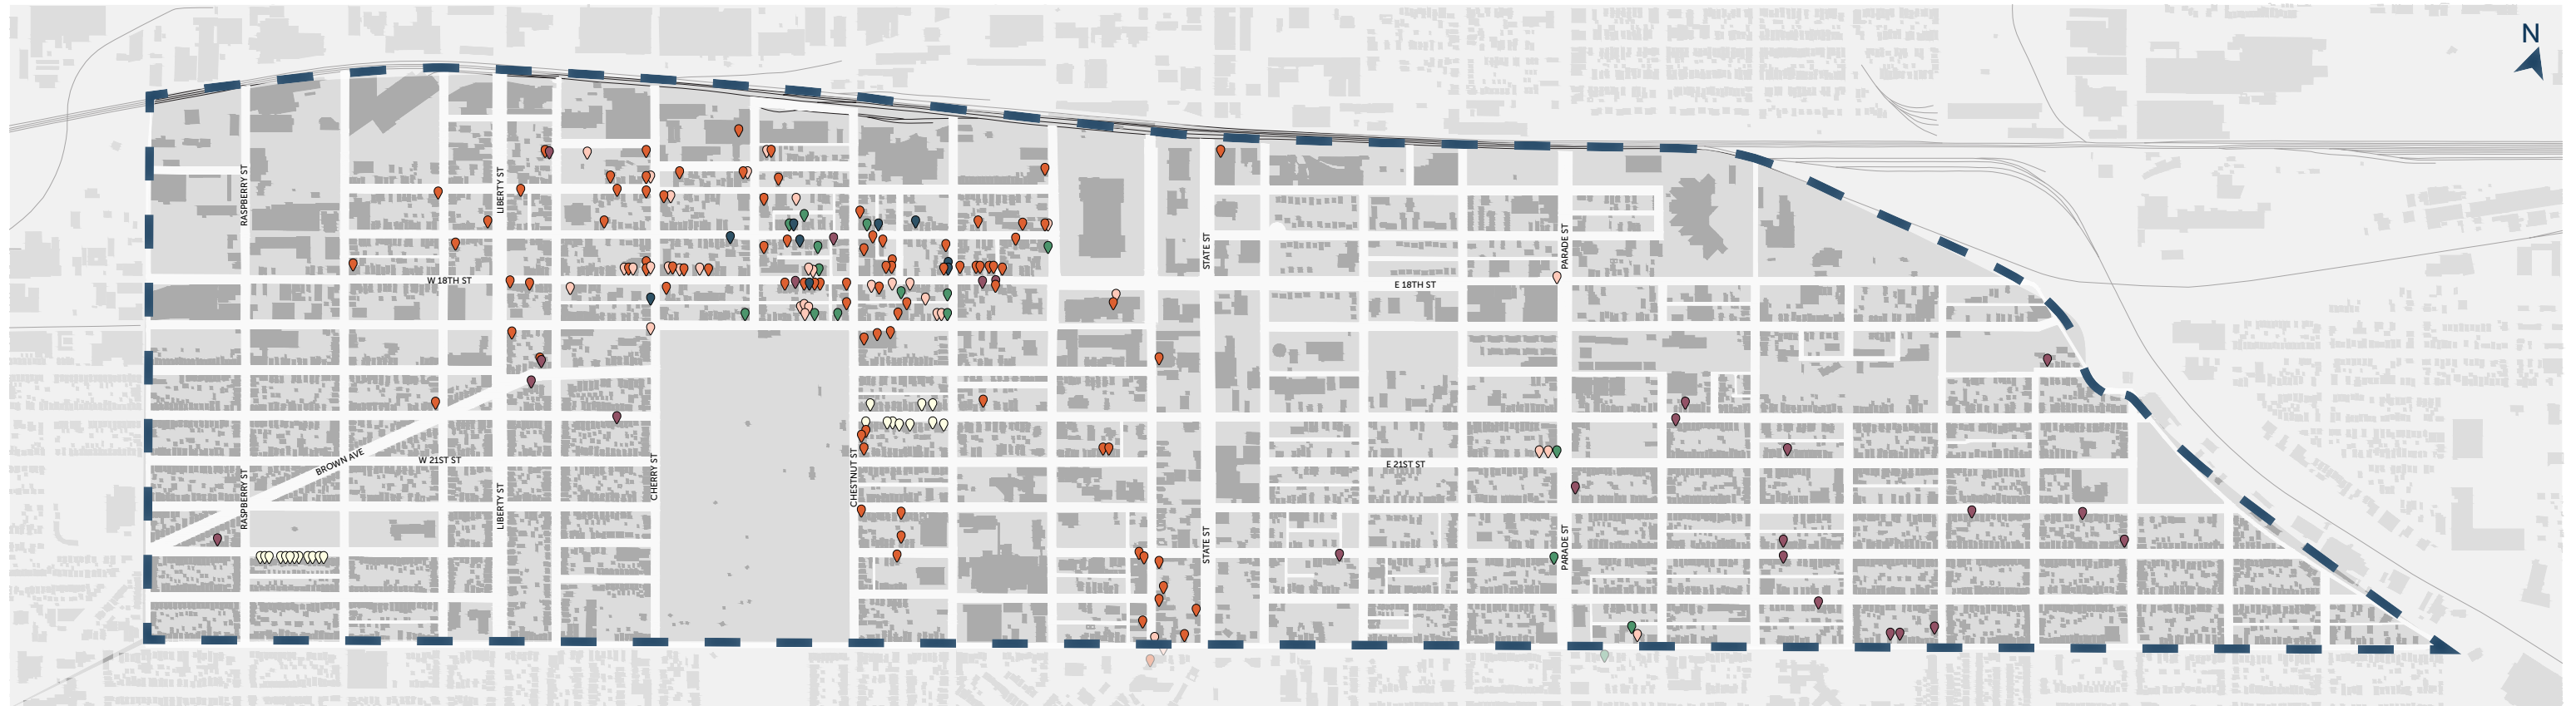 N
RASPBERRY ST
LIBERTY ST
STATE ST
PARADE ST
W 18TH ST
E 18TH ST
BROWN AVE
W 21ST ST
E 21ST ST
RASPBERRY ST
LIBERTY ST
CHERRY ST
CHESTNUT ST
STATE ST
PARADE ST